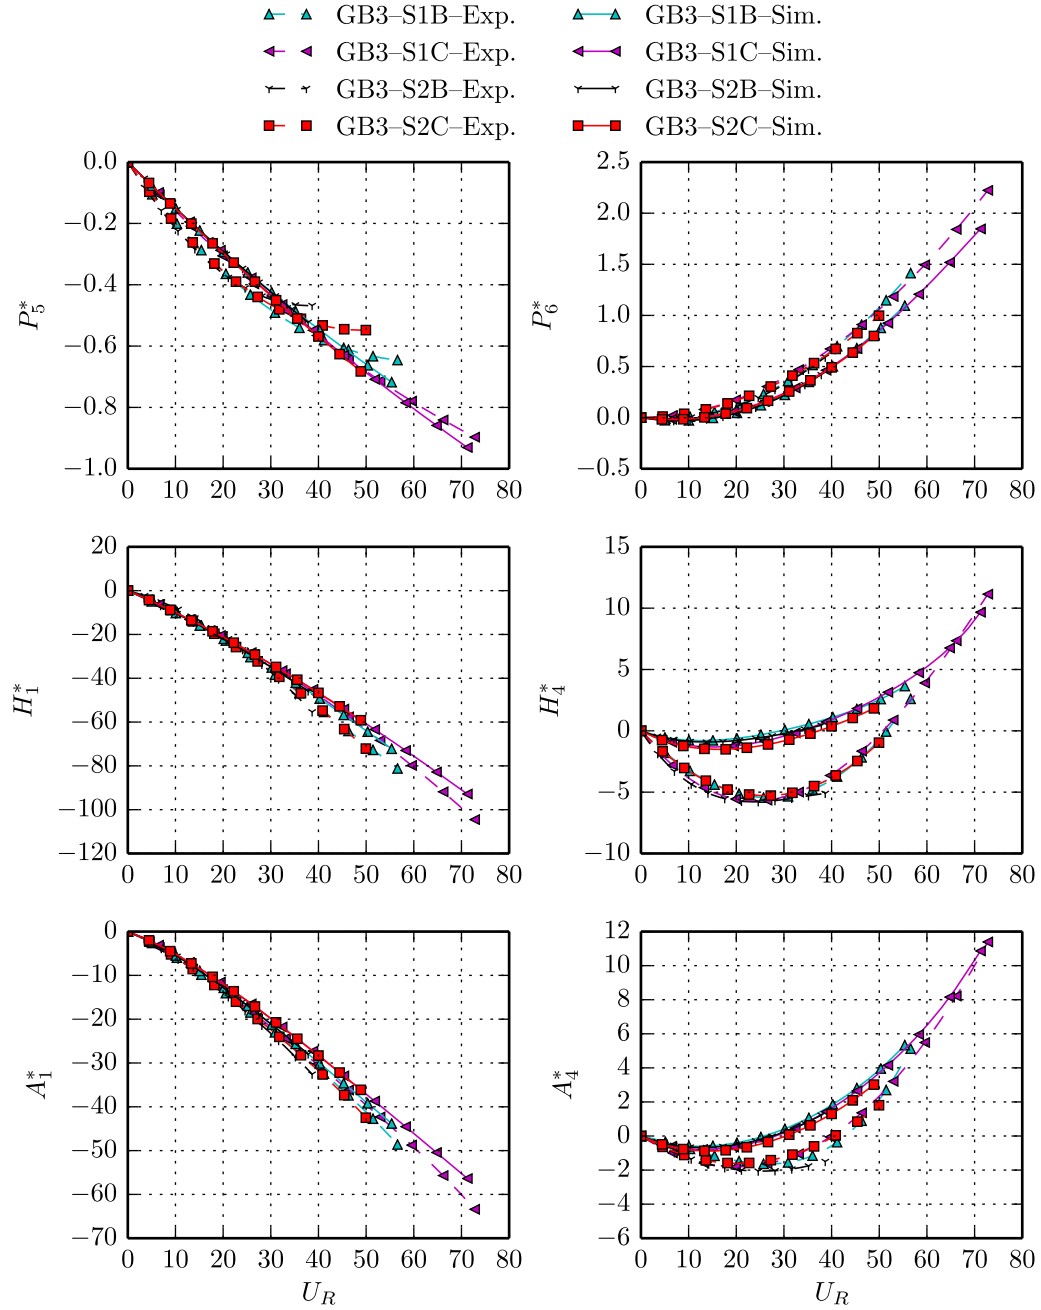 GB3–S1B–Exp. GB3–S1B–Sim.
GB3–S1C–Exp. GB3–S1C–Sim.
GB3–S2B–Exp. GB3–S2B–Sim.
GB3–S2C–Exp. GB3–S2C–Sim.
P5*
0.0
−0.2
−0.4
−0.6
−0.8
−1.0
0 10 20 30 40 50 60 70 80
P6*
2.5
2.0
1.5
1.0
0.5
0.0
−0.5
0 10 20 30 40 50 60 70 80
H1*
20
0
−20
−40
−60
−80
−100
−120
0 10 20 30 40 50 60 70 80
H4*
15
10
5
0
−5
−10
0 10 20 30 40 50 60 70 80
A1*
0
−10
−20
−30
−40
−50
−60
−70
0 10 20 30 40 50 60 70 80
UR
A4*
12
10
8
6
4
2
0
−2
−4
−6
0 10 20 30 40 50 60 70 80
UR